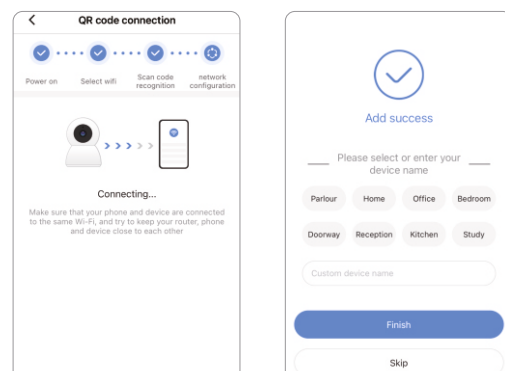 QR code connection
Power on
Select wifi
Scan code
recognition
network
configuration
Connecting...
Make sure that your phone and device are connected
to the same Wi-Fi, and try to keep your router, phone
and device close to each other
Add success
Please select or enter your
device name
Parlour Home Office Bedroom
Doorway Reception Kitchen Study
Custom device name
Finish
Skip